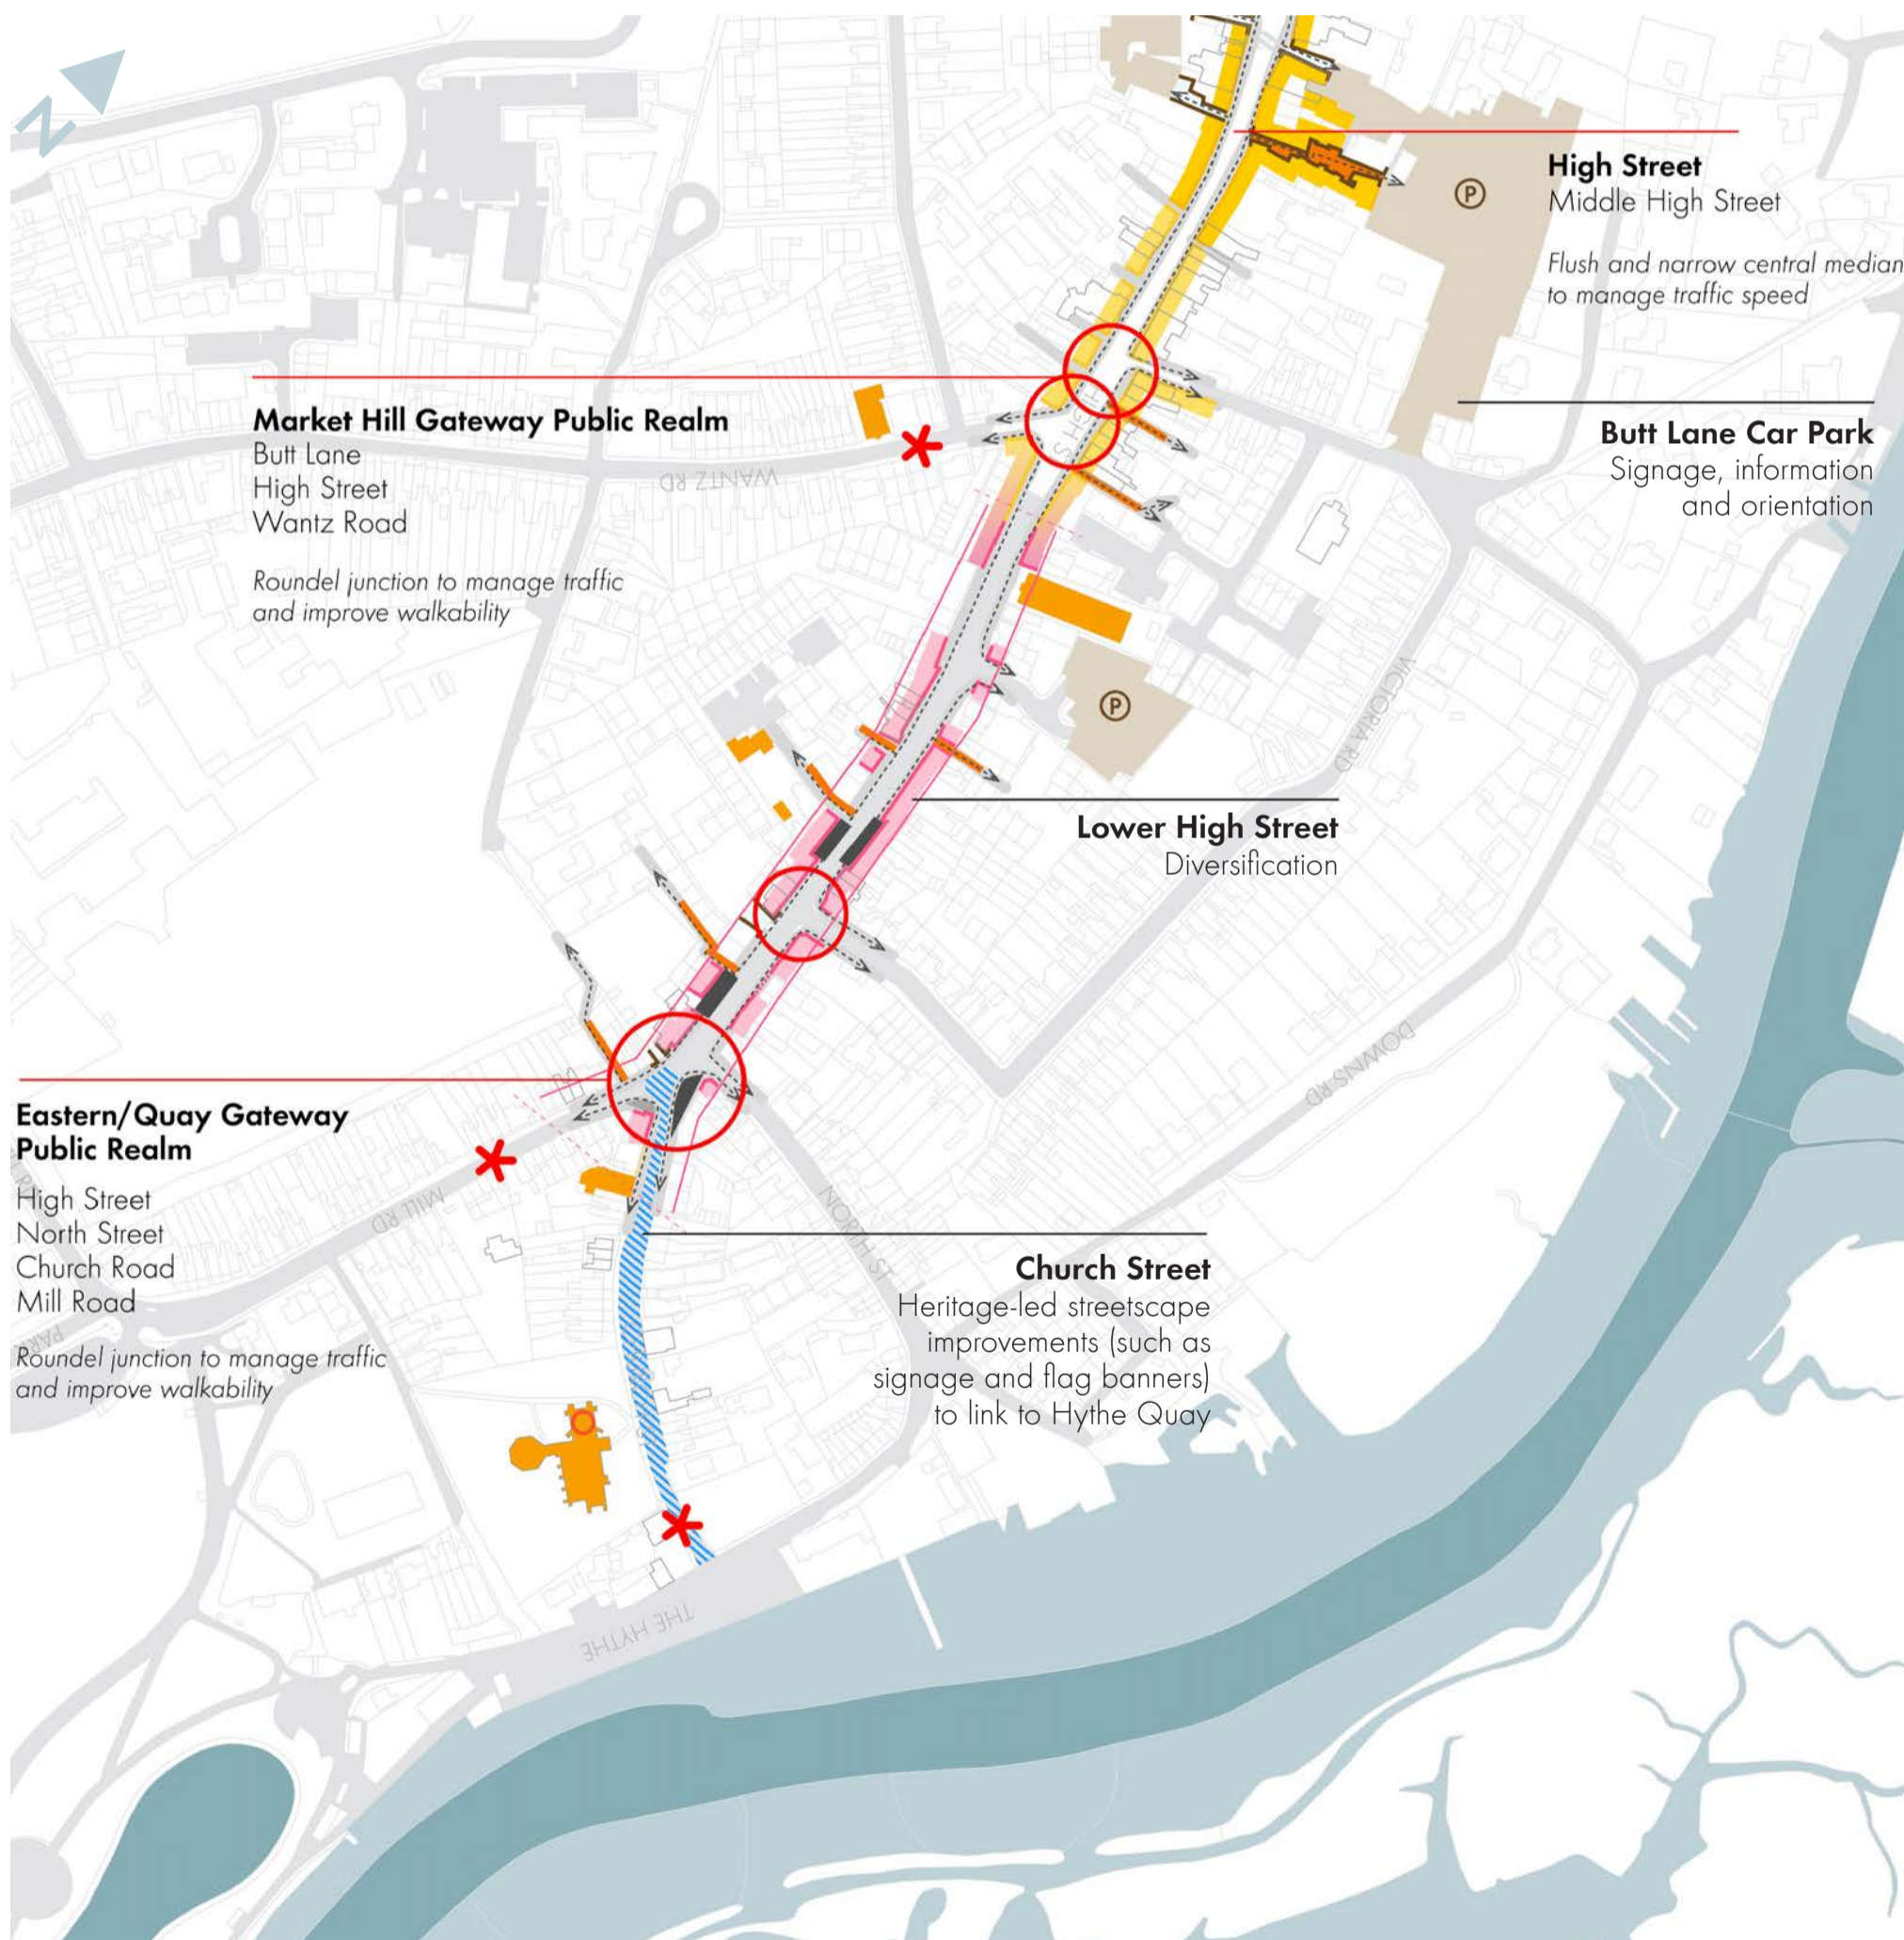 N
High Street
Middle High Street
Flush and narrow central median
to manage traffic speed
P
Market Hill Gateway Public Realm
Butt Lane
High Street
Wantz Road
Roundel junction to manage traffic
and improve walkability
WANTZ RD
Butt Lane Car Park
Signage, information
and orientation
P
VICTORIA RD
Lower High Street
Diversification
DOWNS RD
Eastern/Quay Gateway
Public Realm
High Street
North Street
Church Road
Mill Road
Roundel junction to manage traffic
and improve walkability
MILL RD
NORTH ST
Church Street
Heritage-led streetscape
improvements (such as
signage and flag banners)
to link to Hythe Quay
THE HYTHE